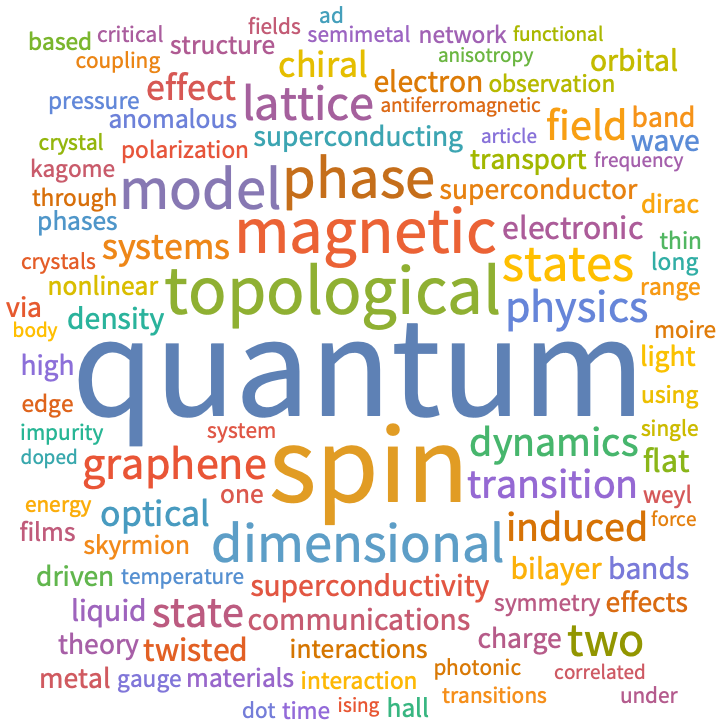 ad
based critical fields semimetal network functional
coupling structure chiral anisotropy orbital
effect electron observation
pressure lattice antiferromagnetic field band
anomalous superconducting article wave
crystal polarization phase transport frequency
kagome model superconductor
through magnetic electronic dirac
phases systems states thin
crystals topological long
nonlinear physics range
via density moire
body quantum light
high using
edge spin single
impurity system dynamics flat
doped graphene transition weyl
energy one induced force
films optical dimensional
skyrmion bilayer bands
driven temperature superconductivity
liquid state communications symmetry effects
theory twisted interactions charge two
metal gauge materials interaction photonic correlated
transitions under
dot time ising hall